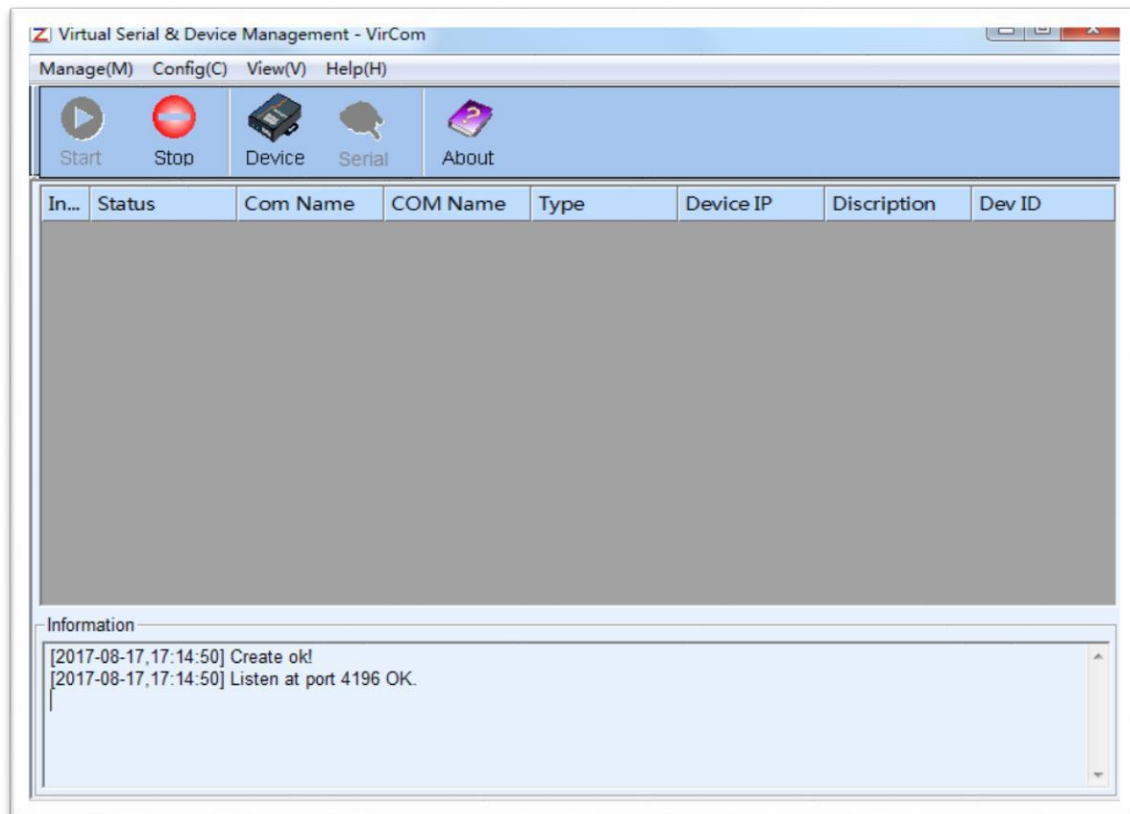 Z Virtual Serial & Device Management - VirCom
Manage(M) Config(C) View(V) Help(H)
Start Stop Device Serial About
In... Status Com Name COM Name Type Device IP Discription Dev ID
Information
[2017-08-17,17:14:50] Create ok!
[2017-08-17,17:14:50] Listen at port 4196 OK.